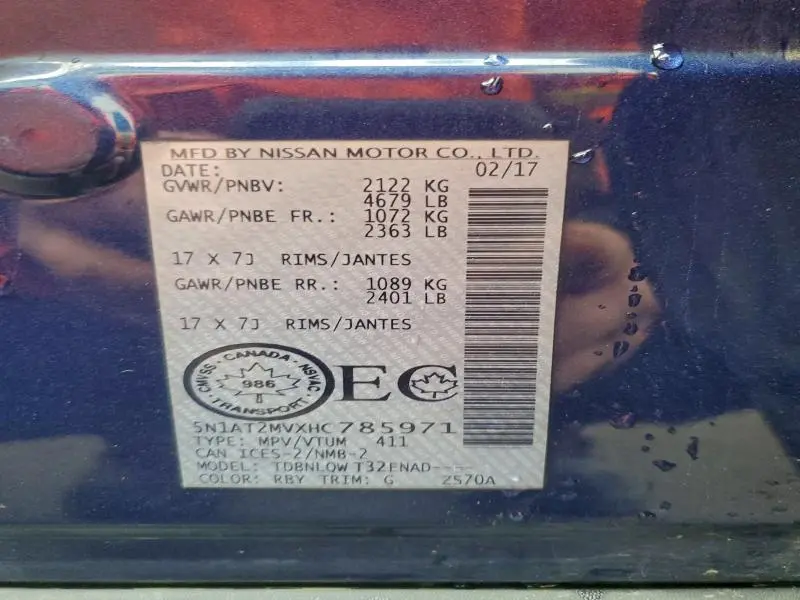 MFD BY NISSAN MOTOR CO., LTD.
DATE: 02/17
GVWR/PNBV: 2122 KG
4679 LB
GAWR/PNBE FR.: 1072 KG
2363 LB
17 X 7J RIMS/JANTES
GAWR/PNBE RR.: 1089 KG
2401 LB
17 X 7J RIMS/JANTES
CMVSS · CANADA · NSVAC
986
· TRANSPORT ·
EC
5N1AT2MVXHC785971
TYPE: MPV/VTUM 411
CAN ICES-2/NMB-2
MODEL: TDBNLOW T32ENAD----
COLOR: RBY TRIM: G 2S70A